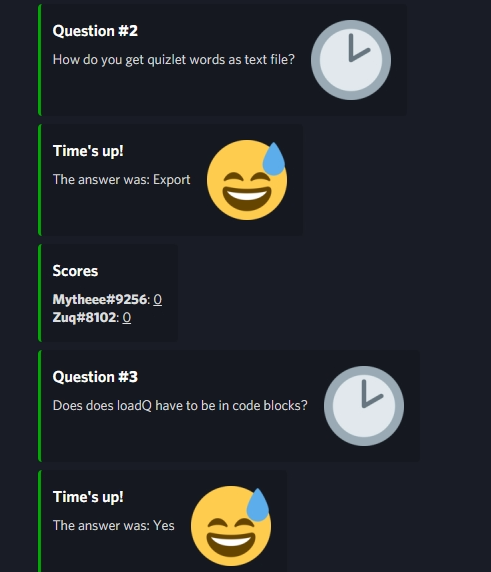 Question #2
How do you get quizlet words as text file?
Time's up!
The answer was: Export
Scores
Mytheee#9256: 0
Zuq#8102: 0
Question #3
Does does loadQ have to be in code blocks?
Time's up!
The answer was: Yes